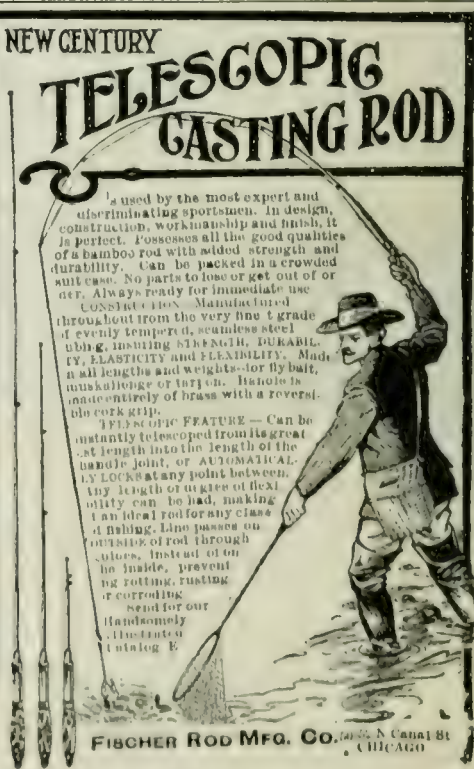 NEW CENTURY
TELESCOPIC
CASTING ROD
Is used by the most expert and
discriminating sportsmen. In design,
construction, workmanship and finish, it
is perfect. Possesses all the good qualities
of a bamboo rod with added strength and
durability. Can be packed in a crowded
suit case. No parts to lose or get out of or
der. Always ready for immediate use
CONSTRUCTION Manufactured
throughout from the very fine t grade
of evenly tempered, seamless steel
tubing, insuring STRENGTH, DURABIL-
ITY, ELASTICITY and FLEXIBILITY. Made
in all lengths and weights--for fly bait,
muskallonge or tarpon. Handle is
made entirely of brass with a reversi-
ble cork grip.
TELESCOPIC FEATURE — Can be
instantly telescoped from its great
est length into the length of the
handle joint, or AUTOMATICAL-
LY LOCKS at any point between.
Any length or degree of flexi
bility can be had, making
it an ideal rod for any class
of fishing. Line passes on
OUTSIDE of rod through
instead of on
the inside, prevent
ing rotting, rusting
or corroding
Send for our
Handsomely
Illustrated
Catalog E
FISCHER ROD MFG. CO. N Canal St
CHICAGO